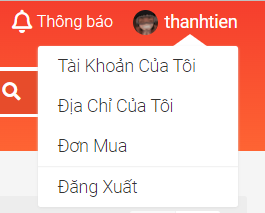 Thông báo thanhtien
Tài Khoản Của Tôi
Địa Chỉ Của Tôi
Đơn Mua
Đăng Xuất